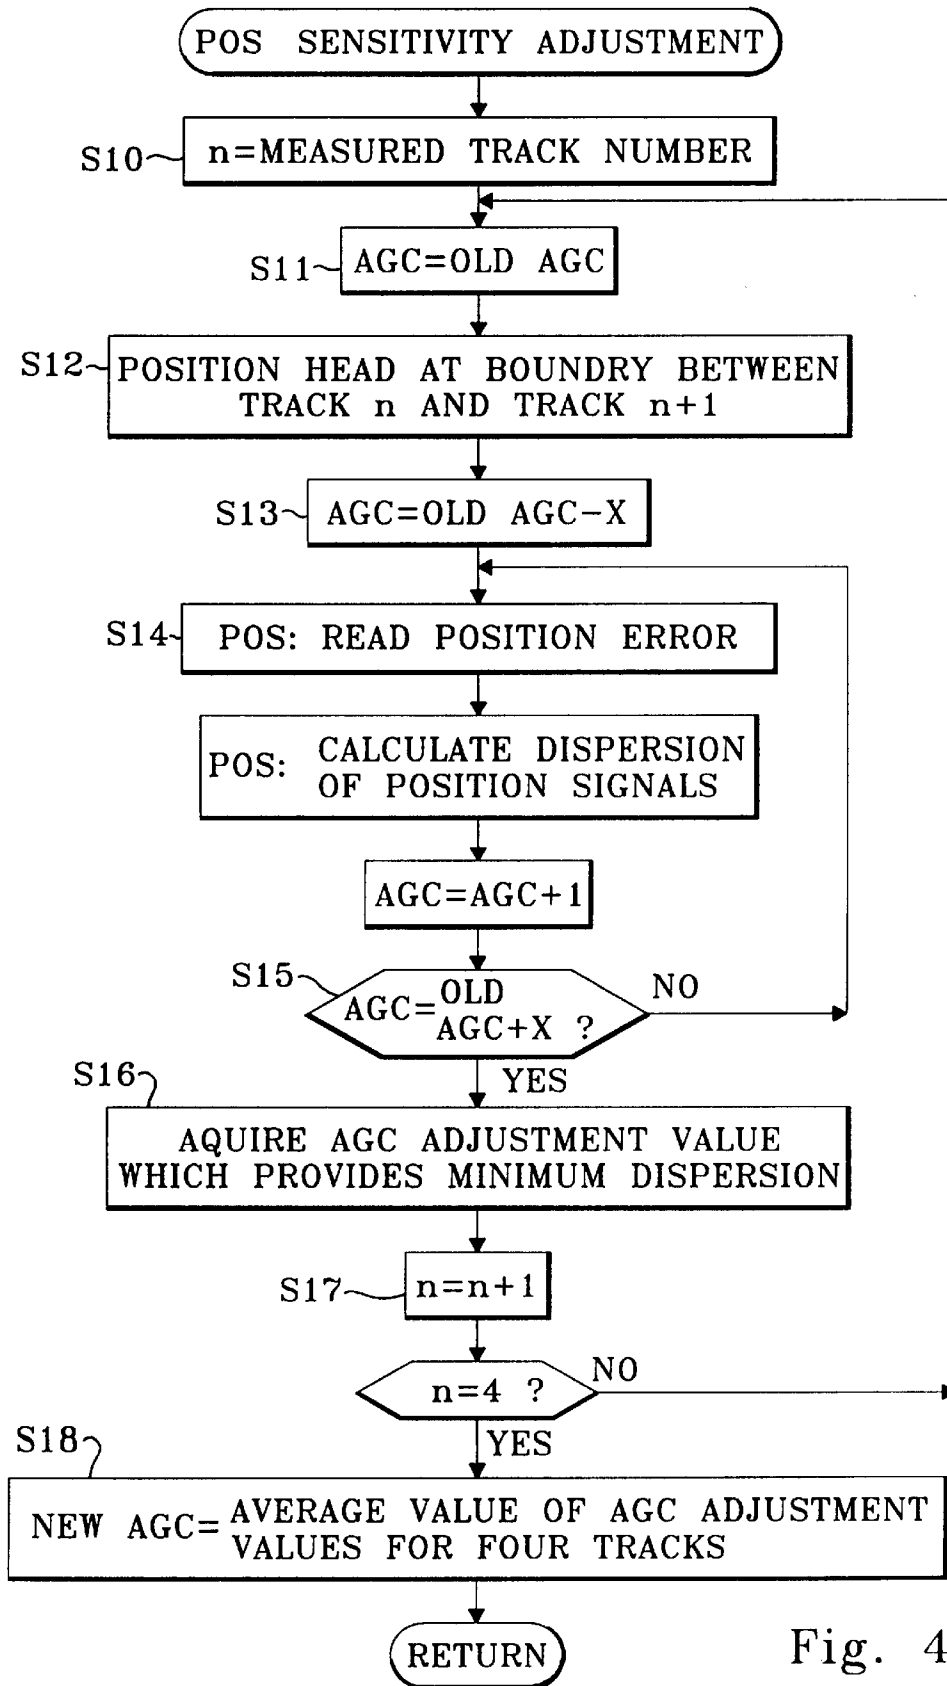 POS SENSITIVITY ADJUSTMENT
S10
n=MEASURED TRACK NUMBER
S11
AGC=OLD AGC
S12
POSITION HEAD AT BOUNDRY BETWEEN
TRACK n AND TRACK n+1
S13
AGC=OLD AGC-X
S14
POS: READ POSITION ERROR
POS: CALCULATE DISPERSION
OF POSITION SIGNALS
AGC=AGC+1
S15
AGC= OLD
AGC+X ?
NO
YES
S16
AQUIRE AGC ADJUSTMENT VALUE
WHICH PROVIDES MINIMUM DISPERSION
S17
n=n+1
n=4 ?
NO
YES
S18
NEW AGC= AVERAGE VALUE OF AGC ADJUSTMENT
VALUES FOR FOUR TRACKS
RETURN
Fig. 4